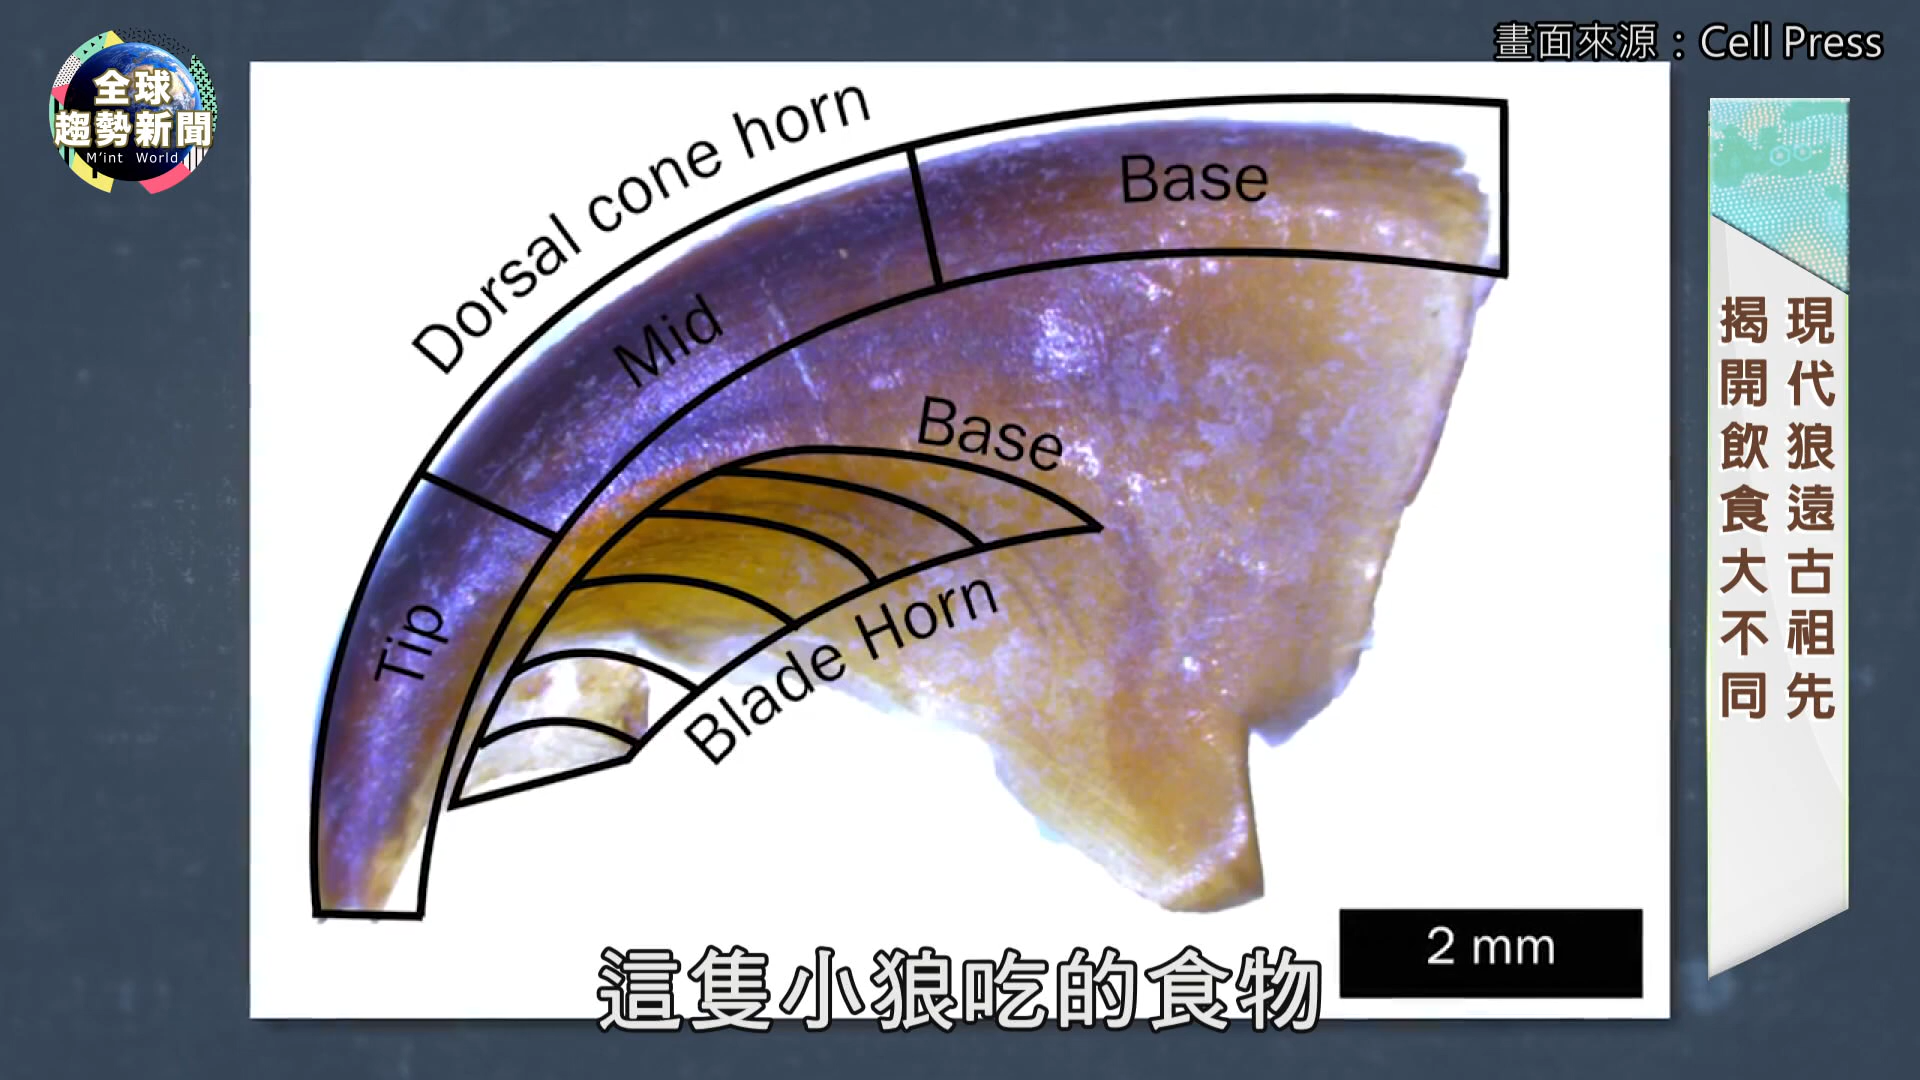 全球
趨勢新聞
M'int World
畫面來源：Cell Press
Dorsal cone horn
Base
Mid
Tip
Base
Blade Horn
2 mm
現代狼遠古祖先
揭開飲食大不同
這隻小狼吃的食物